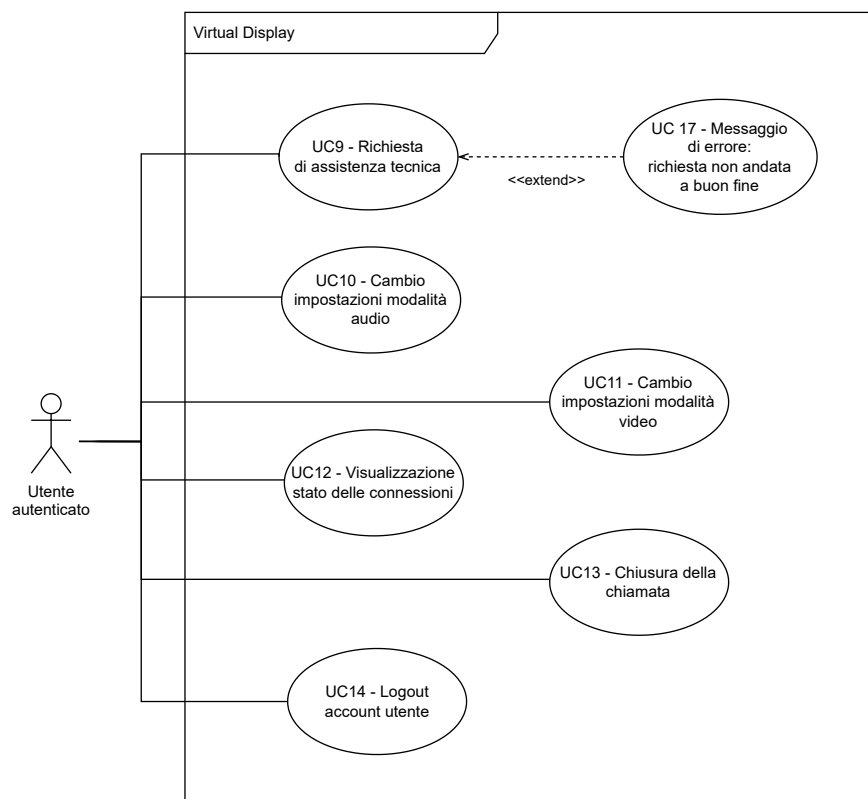 Virtual Display
UC9 - Richiesta
di assistenza tecnica
<<extend>>
UC 17 - Messaggio
di errore:
richiesta non andata
a buon fine
UC10 - Cambio
impostazioni modalità
audio
UC11 - Cambio
impostazioni modalità
video
Utente
autenticato
UC12 - Visualizzazione
stato delle connessioni
UC13 - Chiusura della
chiamata
UC14 - Logout
account utente